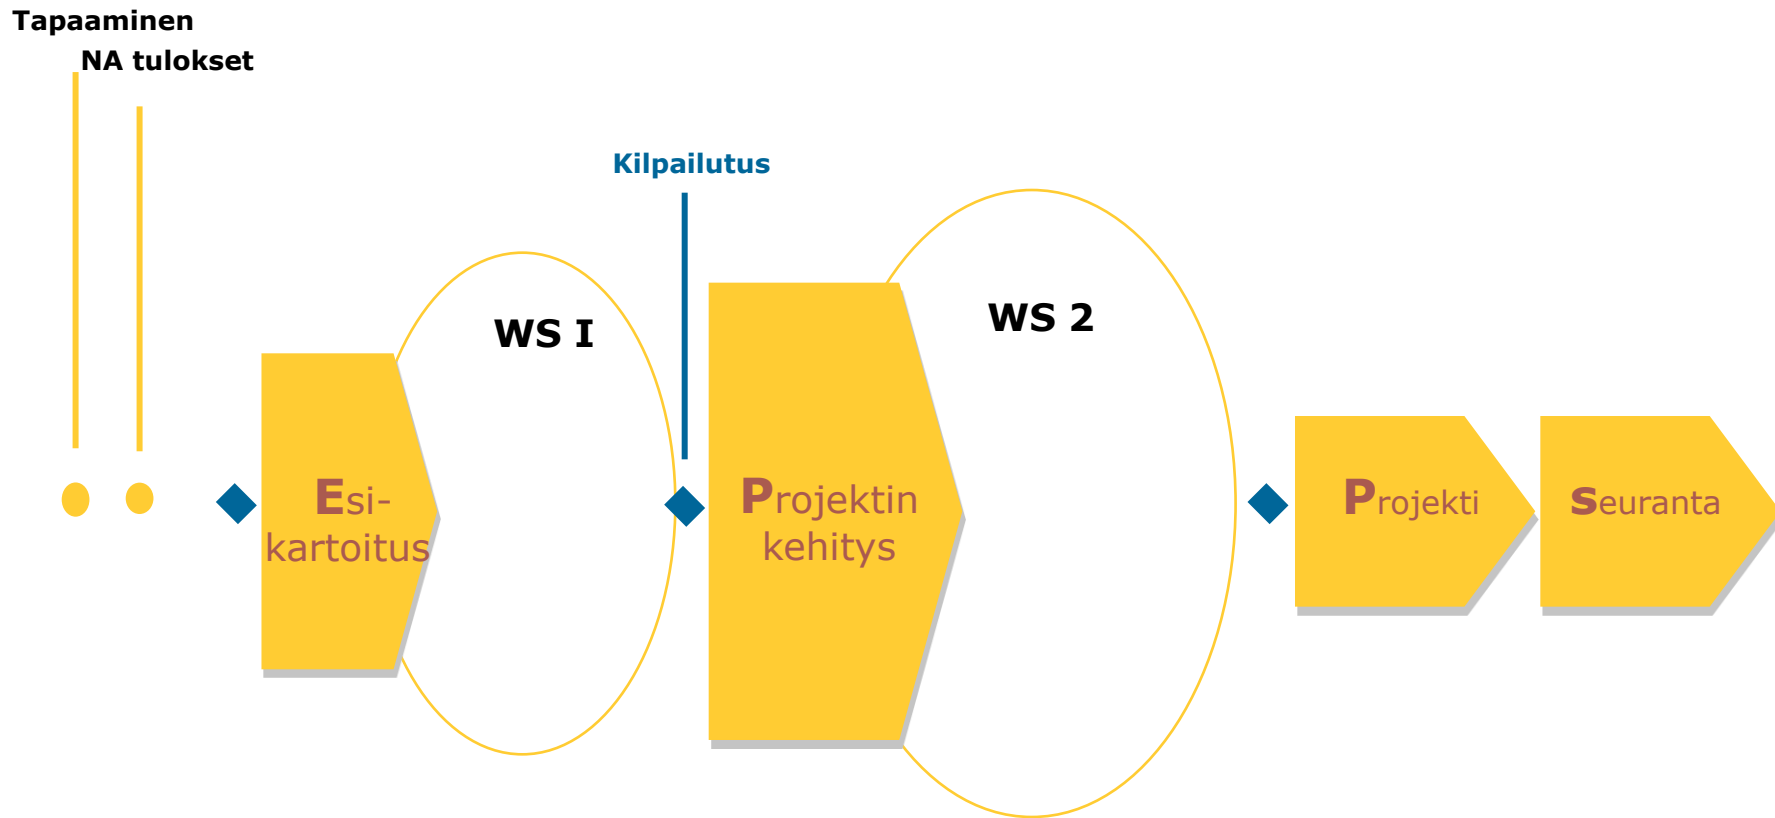 Tapaaminen
NA tulokset
Kilpailutus
WS I
WS 2
Esi-
kartoitus
Projektin
kehitys
Projekti
seuranta